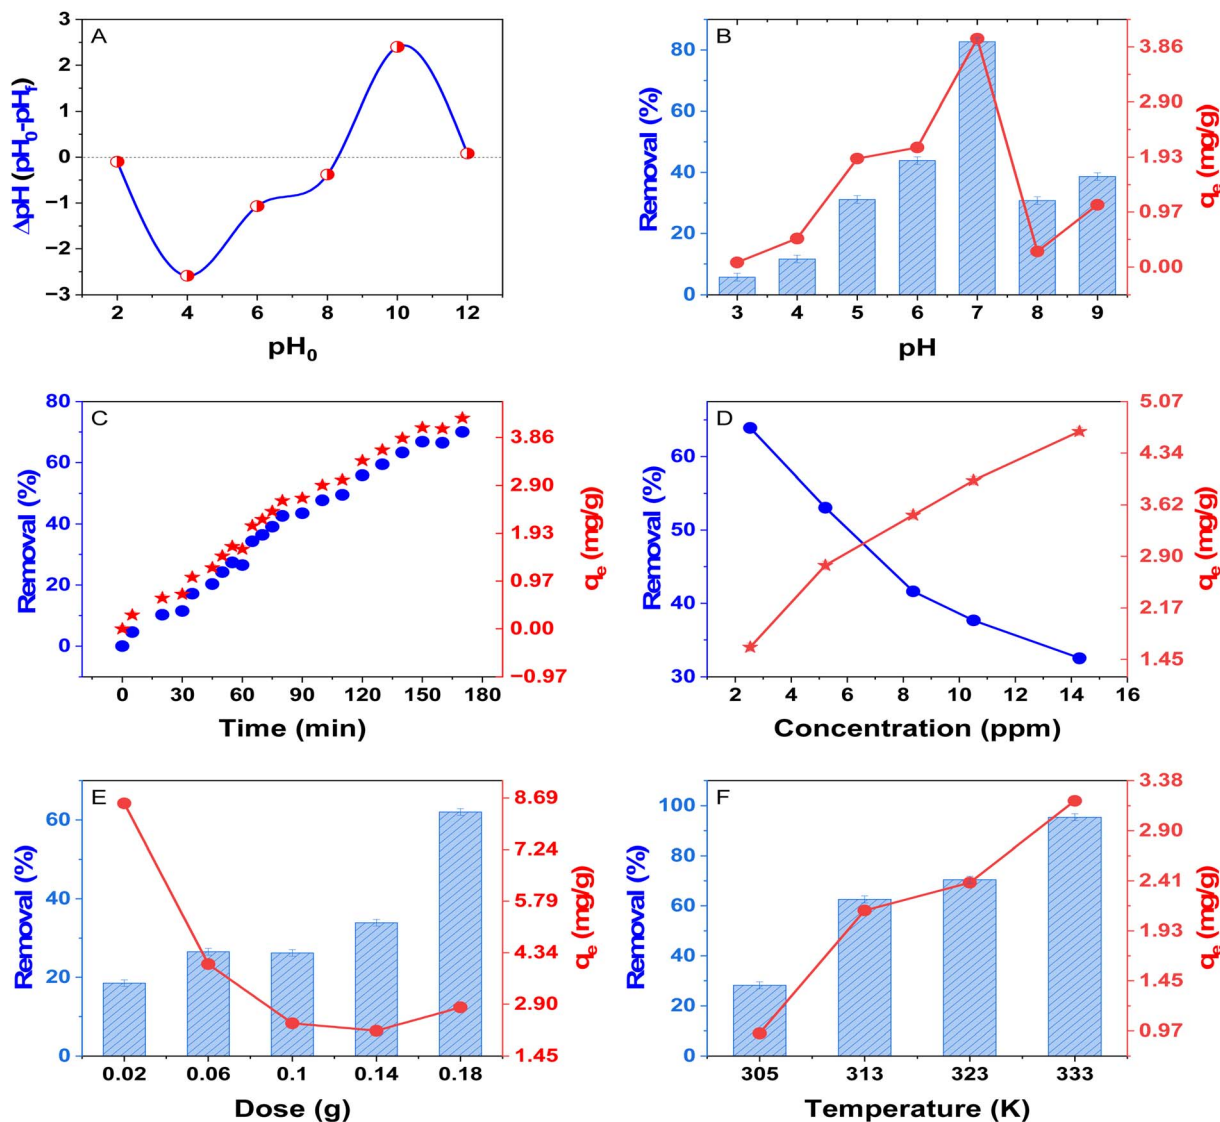 A
ΔpH (pH₀-pHf)
3
2
1
0
−1
−2
−3
2 4 6 8 10 12
pH₀
B
Removal (%)
80
60
40
20
0
3 4 5 6 7 8 9
pH
3.86
2.90
1.93
0.97
0.00
qₑ (mg/g)
C
Removal (%)
80
60
40
20
0
0 30 60 90 120 150 180
Time (min)
3.86
2.90
1.93
0.97
0.00
−0.97
qₑ (mg/g)
D
Removal (%)
60
50
40
30
2 4 6 8 10 12 14 16
Concentration (ppm)
5.07
4.34
3.62
2.90
2.17
1.45
qₑ (mg/g)
E
Removal (%)
60
40
20
0
0.02 0.06 0.1 0.14 0.18
Dose (g)
8.69
7.24
5.79
4.34
2.90
1.45
qₑ (mg/g)
F
Removal (%)
100
80
60
40
20
0
305 313 323 333
Temperature (K)
3.38
2.90
2.41
1.93
1.45
0.97
qₑ (mg/g)